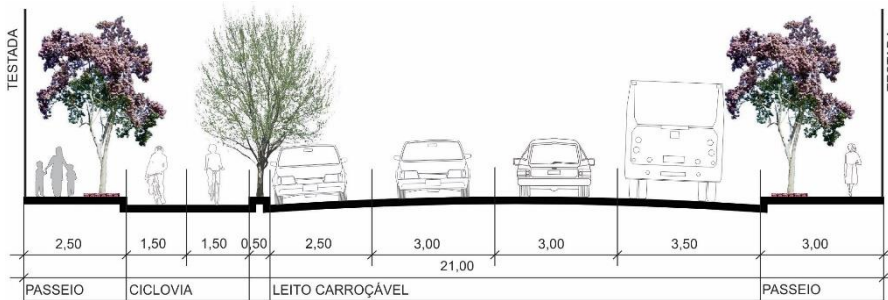 TESTADA
TESTADA
2,50 1,50 1,50 0,50 2,50 3,00 3,00 3,50 3,00
21,00
PASSEIO CICLOVIA LEITO CARROÇÁVEL PASSEIO